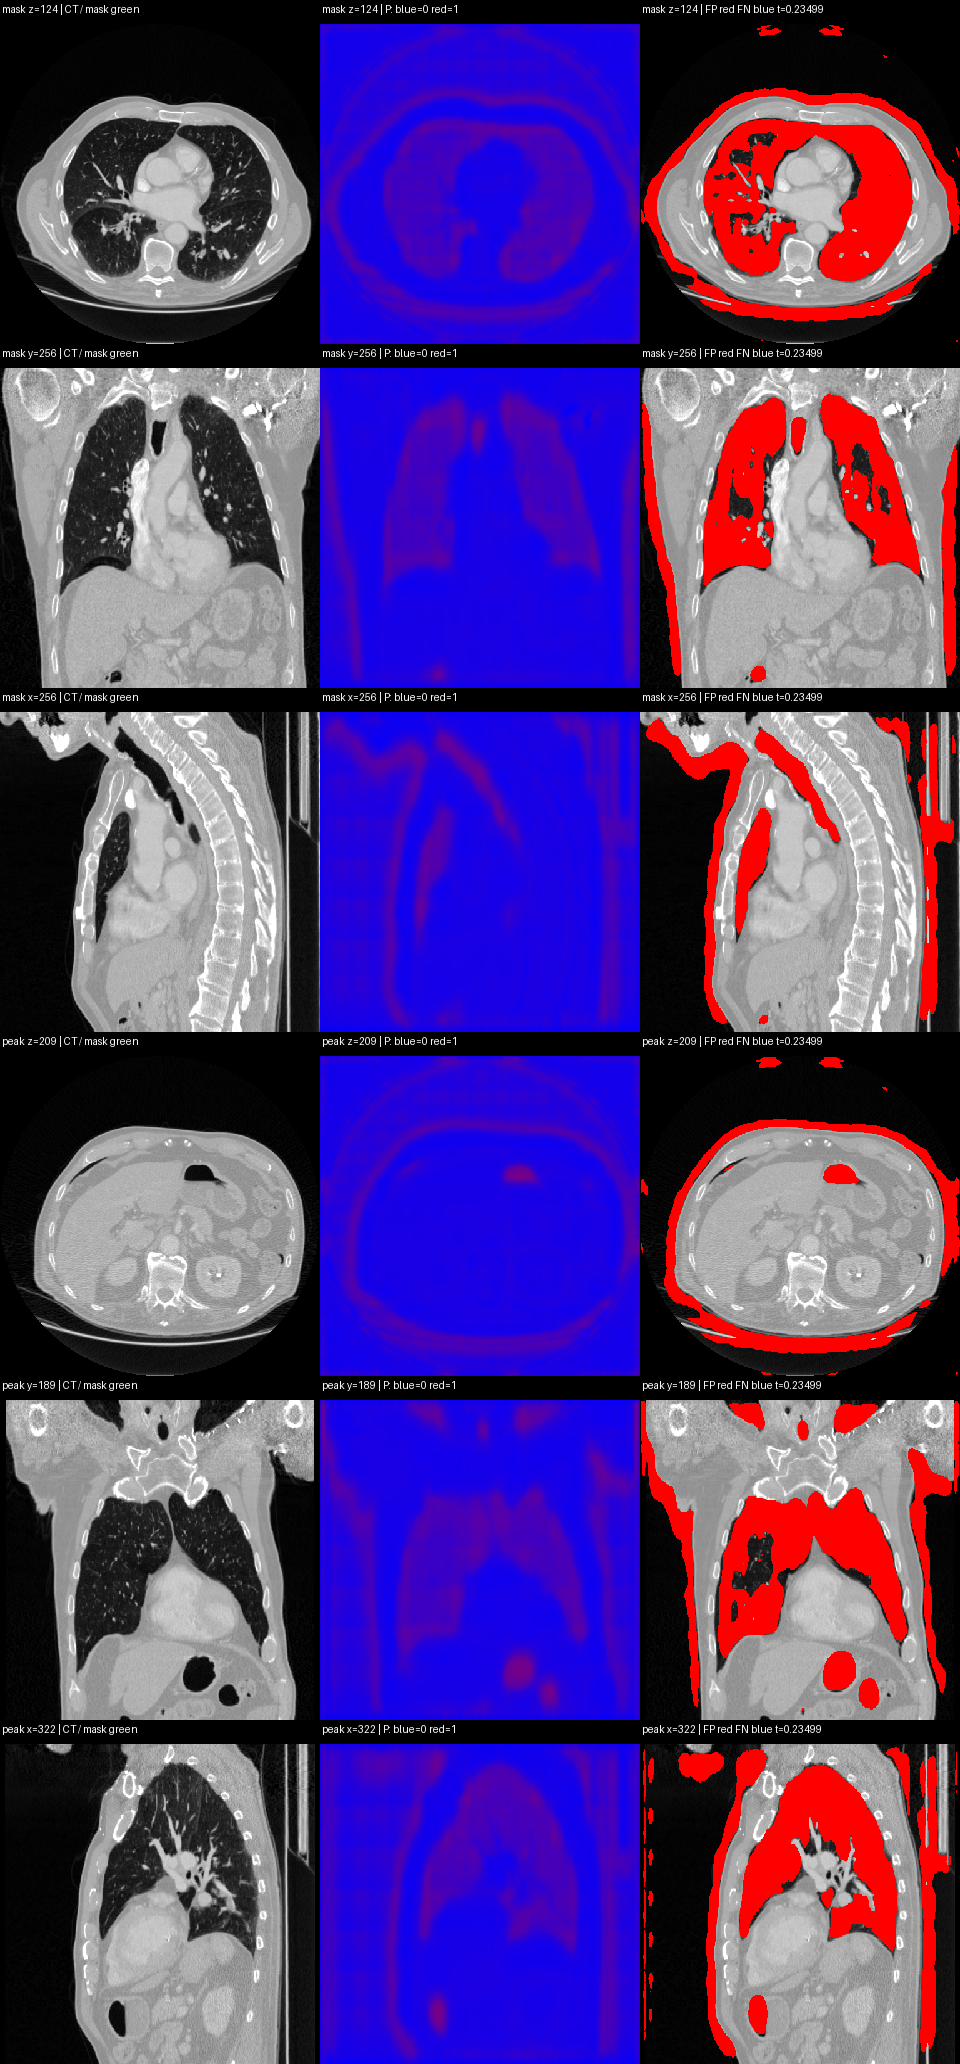 mask z=124 | CT / mask green
mask z=124 | P: blue=0 red=1
mask z=124 | FP red FN blue t=0.23499
mask y=256 | CT / mask green
mask y=256 | P: blue=0 red=1
mask y=256 | FP red FN blue t=0.23499
mask x=256 | CT / mask green
mask x=256 | P: blue=0 red=1
mask x=256 | FP red FN blue t=0.23499
peak z=209 | CT / mask green
peak z=209 | P: blue=0 red=1
peak z=209 | FP red FN blue t=0.23499
peak y=189 | CT / mask green
peak y=189 | P: blue=0 red=1
peak y=189 | FP red FN blue t=0.23499
peak x=322 | CT / mask green
peak x=322 | P: blue=0 red=1
peak x=322 | FP red FN blue t=0.23499